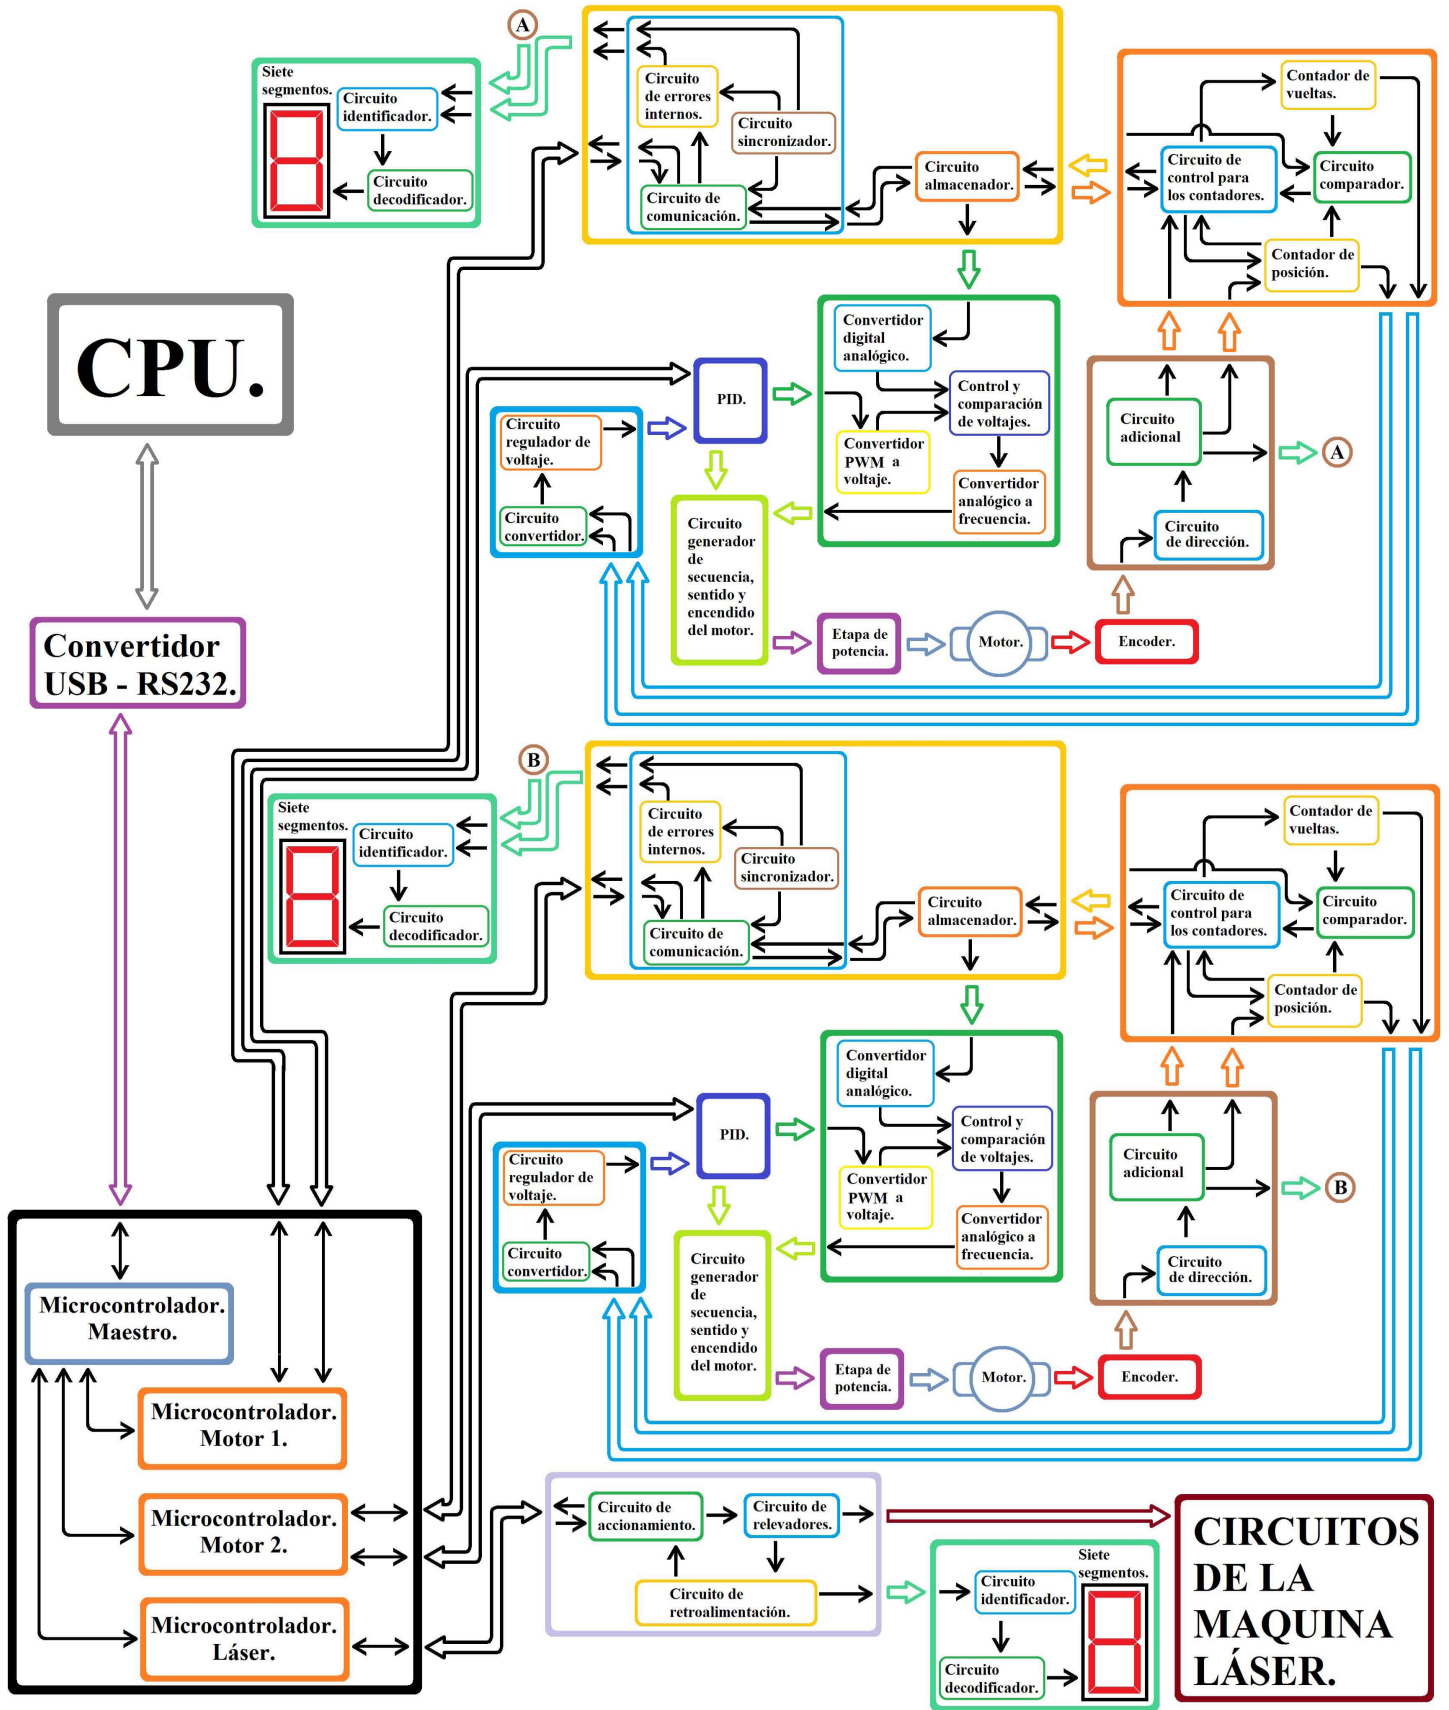 A
Siete
segmentos.
Circuito
identificador.
Circuito
decodificador.
Circuito
de errores
internos.
Circuito
sincronizador.
Circuito de
comunicación.
Circuito
almacenador.
Contador de
vueltas.
Circuito de
control para
los contadores.
Circuito
comparador.
Contador de
posición.
CPU.
Convertidor
USB - RS232.
Circuito
regulador de
voltaje.
Circuito
convertidor.
PID.
Convertidor
digital
analógico.
Control y
comparación
de voltajes.
Convertidor
PWM a
voltaje.
Convertidor
analógico a
frecuencia.
Circuito
adicional
A
Circuito
de dirección.
Circuito
generador
de
secuencia,
sentido y
encendido
del motor.
Etapa de
potencia.
Motor.
Encoder.
B
Siete
segmentos.
Circuito
identificador.
Circuito
decodificador.
Circuito
de errores
internos.
Circuito
sincronizador.
Circuito de
comunicación.
Circuito
almacenador.
Contador de
vueltas.
Circuito de
control para
los contadores.
Circuito
comparador.
Contador de
posición.
Circuito
regulador de
voltaje.
Circuito
convertidor.
PID.
Convertidor
digital
analógico.
Control y
comparación
de voltajes.
Convertidor
PWM a
voltaje.
Convertidor
analógico a
frecuencia.
Circuito
adicional
B
Circuito
de dirección.
Circuito
generador
de
secuencia,
sentido y
encendido
del motor.
Etapa de
potencia.
Motor.
Encoder.
Microcontrolador.
Maestro.
Microcontrolador.
Motor 1.
Microcontrolador.
Motor 2.
Microcontrolador.
Láser.
Circuito de
accionamiento.
Circuito de
relevadores.
Circuito de
retroalimentación.
Circuito
identificador.
Siete
segmentos.
Circuito
decodificador.
CIRCUITOS
DE LA
MAQUINA
LÁSER.